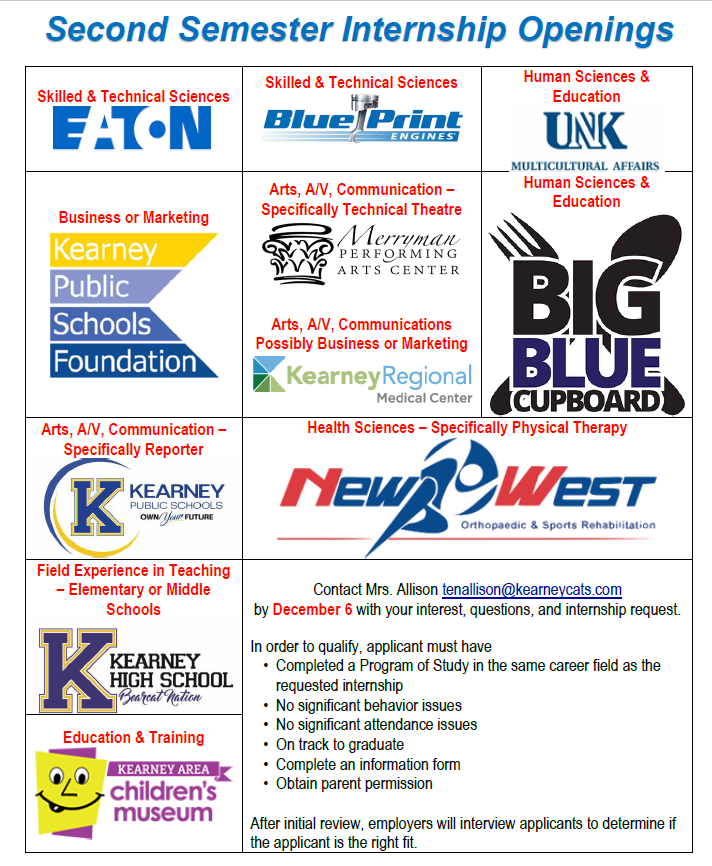 Second Semester Internship Openings
Skilled & Technical Sciences
EATON
Skilled & Technical Sciences
BluePrint
ENGINES
Human Sciences &
Education
UNK
MULTICULTURAL AFFAIRS
Business or Marketing
Kearney
Public
Schools
Foundation
Arts, A/V, Communication –
Specifically Technical Theatre
Merryman
PERFORMING
ARTS CENTER
Arts, A/V, Communications
Possibly Business or Marketing
KearneyRegional
Medical Center
Human Sciences &
Education
BIG
BLUE
CUPBOARD
Arts, A/V, Communication –
Specifically Reporter
K
KEARNEY
PUBLIC SCHOOLS
OWN Your FUTURE
Health Sciences – Specifically Physical Therapy
NEW WEST
Orthopaedic & Sports Rehabilitation
Field Experience in Teaching
– Elementary or Middle
Schools
K
KEARNEY
HIGH SCHOOL
Bearcat Nation
Education & Training
KEARNEY AREA
children's
museum
Contact Mrs. Allison tenallison@kearneycats.com
by December 6 with your interest, questions, and internship request.
In order to qualify, applicant must have
• Completed a Program of Study in the same career field as the
requested internship
• No significant behavior issues
• No significant attendance issues
• On track to graduate
• Complete an information form
• Obtain parent permission
After initial review, employers will interview applicants to determine if
the applicant is the right fit.